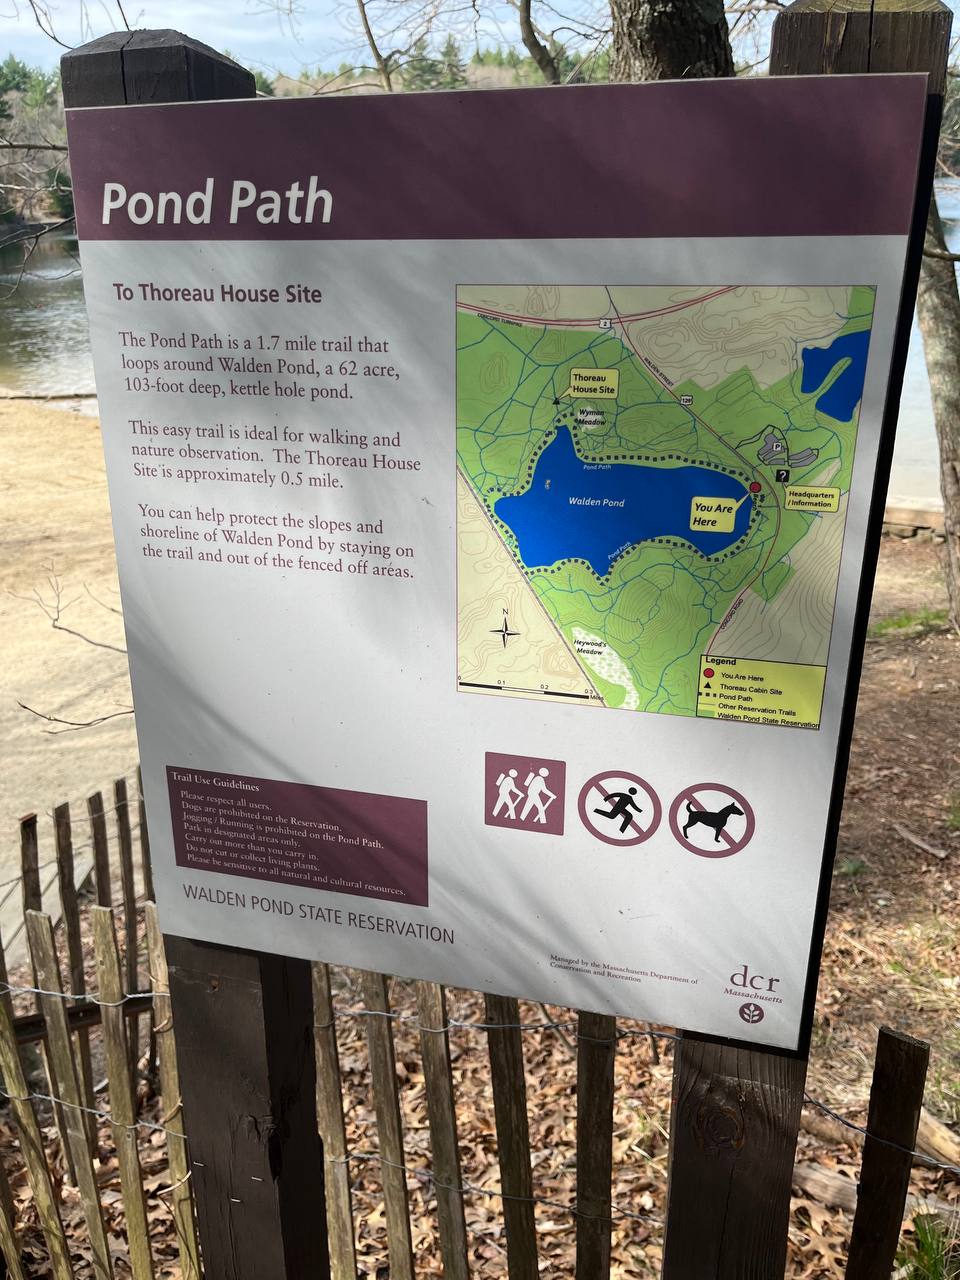 Pond Path
To Thoreau House Site
The Pond Path is a 1.7 mile trail that
loops around Walden Pond, a 62 acre,
103-foot deep, kettle hole pond.
This easy trail is ideal for walking and
nature observation. The Thoreau House
Site is approximately 0.5 mile.
You can help protect the slopes and
shoreline of Walden Pond by staying on
the trail and out of the fenced off areas.
CONCORD TURNPIKE
2
WALDEN STREET
126
Thoreau
House Site
Wyman
Meadow
P
?
Pond Path
Headquarters
/ Information
Walden Pond
You Are
Here
Pond Path
CONCORD ROAD
N
Heywood's
Meadow
0 0.1 0.2 0.3
Miles
Legend
You Are Here
Thoreau Cabin Site
Pond Path
Other Reservation Trails
Walden Pond State Reservation
Trail Use Guidelines
Please respect all users.
Dogs are prohibited on the Reservation.
Jogging / Running is prohibited on the Pond Path.
Park in designated areas only.
Carry out more than you carry in.
Do not cut or collect living plants.
Please be sensitive to all natural and cultural resources.
WALDEN POND STATE RESERVATION
Managed by the Massachusetts Department of
Conservation and Recreation
dcr
Massachusetts